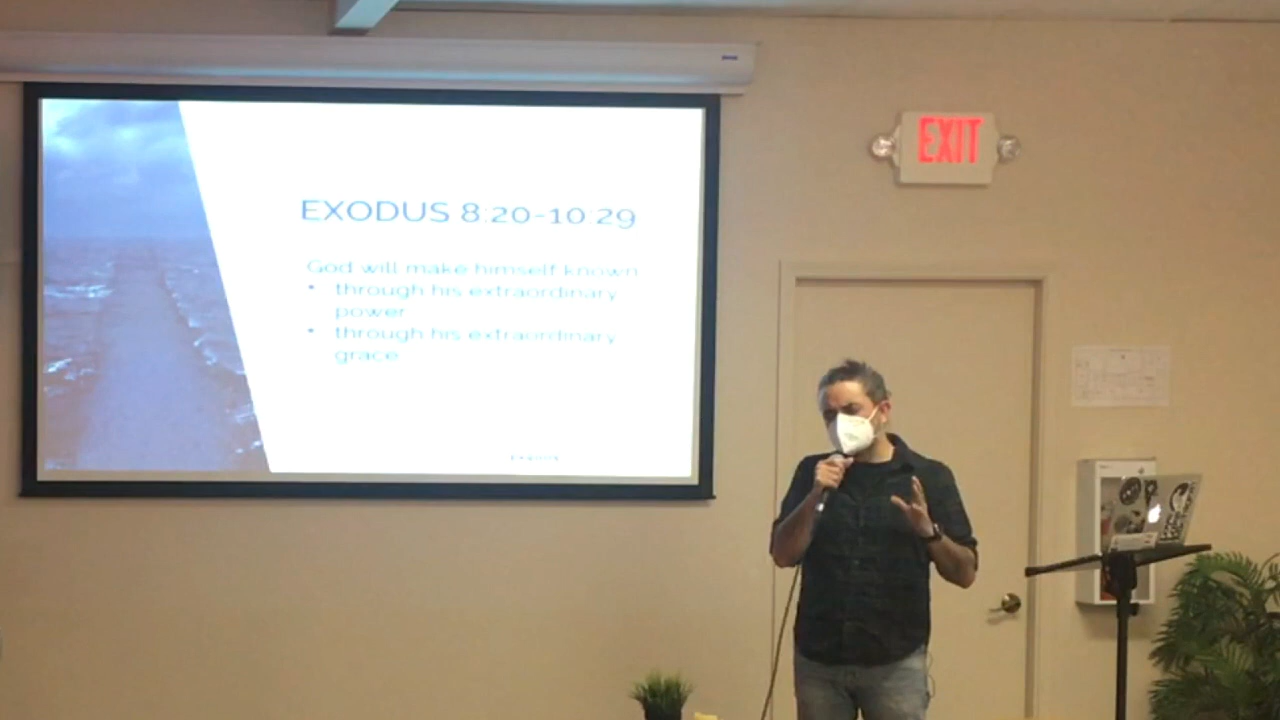 EXODUS 8:20-10:29
God will make himself known
• through his extraordinary
power
• through his extraordinary
grace
EXIT